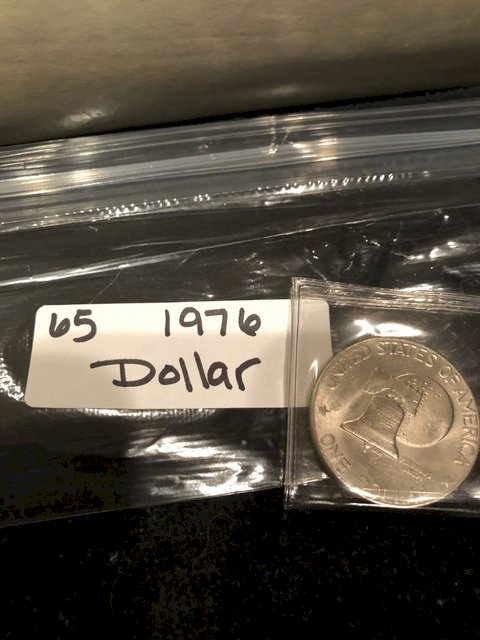 65 1976
Dollar
UNITED STATES OF AMERICA
ONE DOLLAR